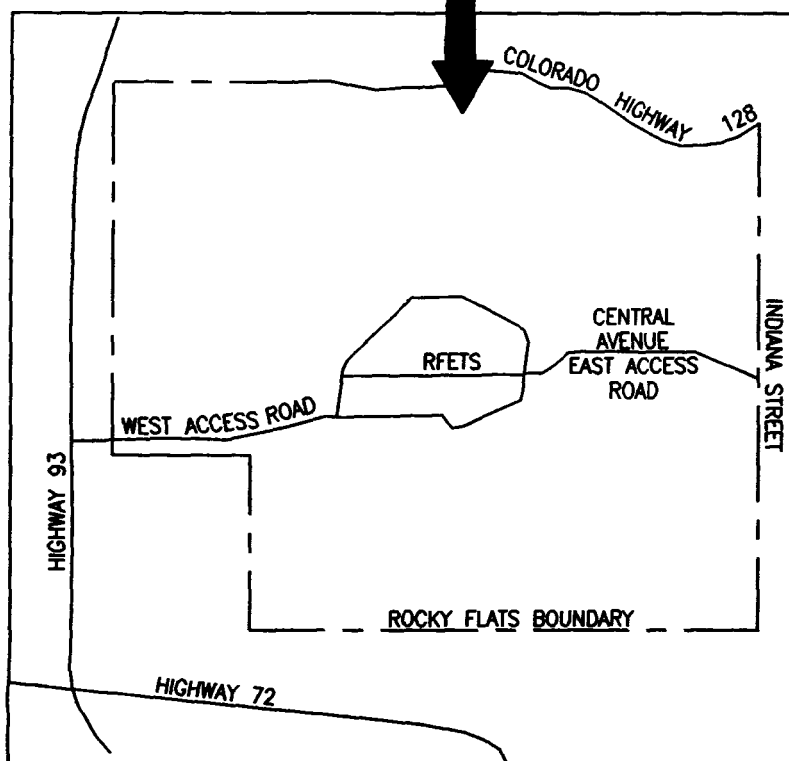 COLORADO HIGHWAY 128
INDIANA STREET
CENTRAL
AVENUE
EAST ACCESS
ROAD
RFETS
WEST ACCESS ROAD
HIGHWAY 93
ROCKY FLATS BOUNDARY
HIGHWAY 72